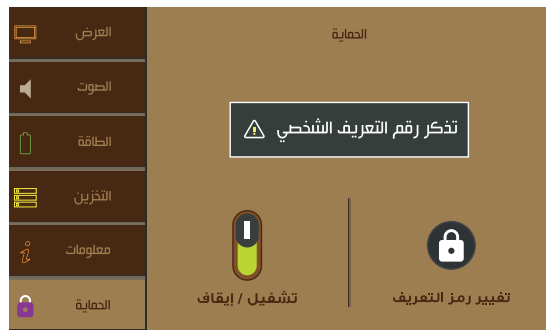 العرض
الصوت
الطاقة
التخزين
معلومات
الحماية
الحماية
تذكر رقم التعريف الشخصي
تشغيل / إيقاف
تغيير رمز التعريف